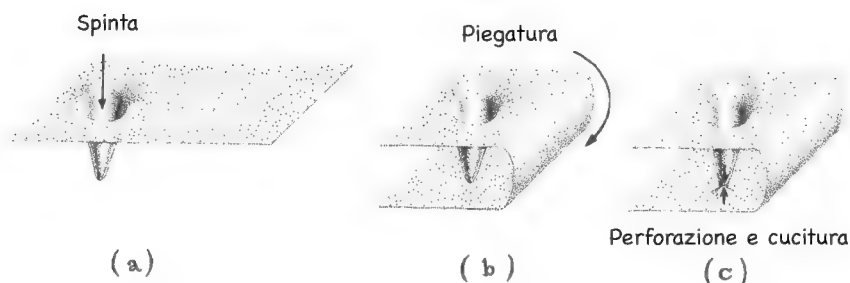 Spinta
Piegatura
Perforazione e cucitura
(a)
(b)
(c)